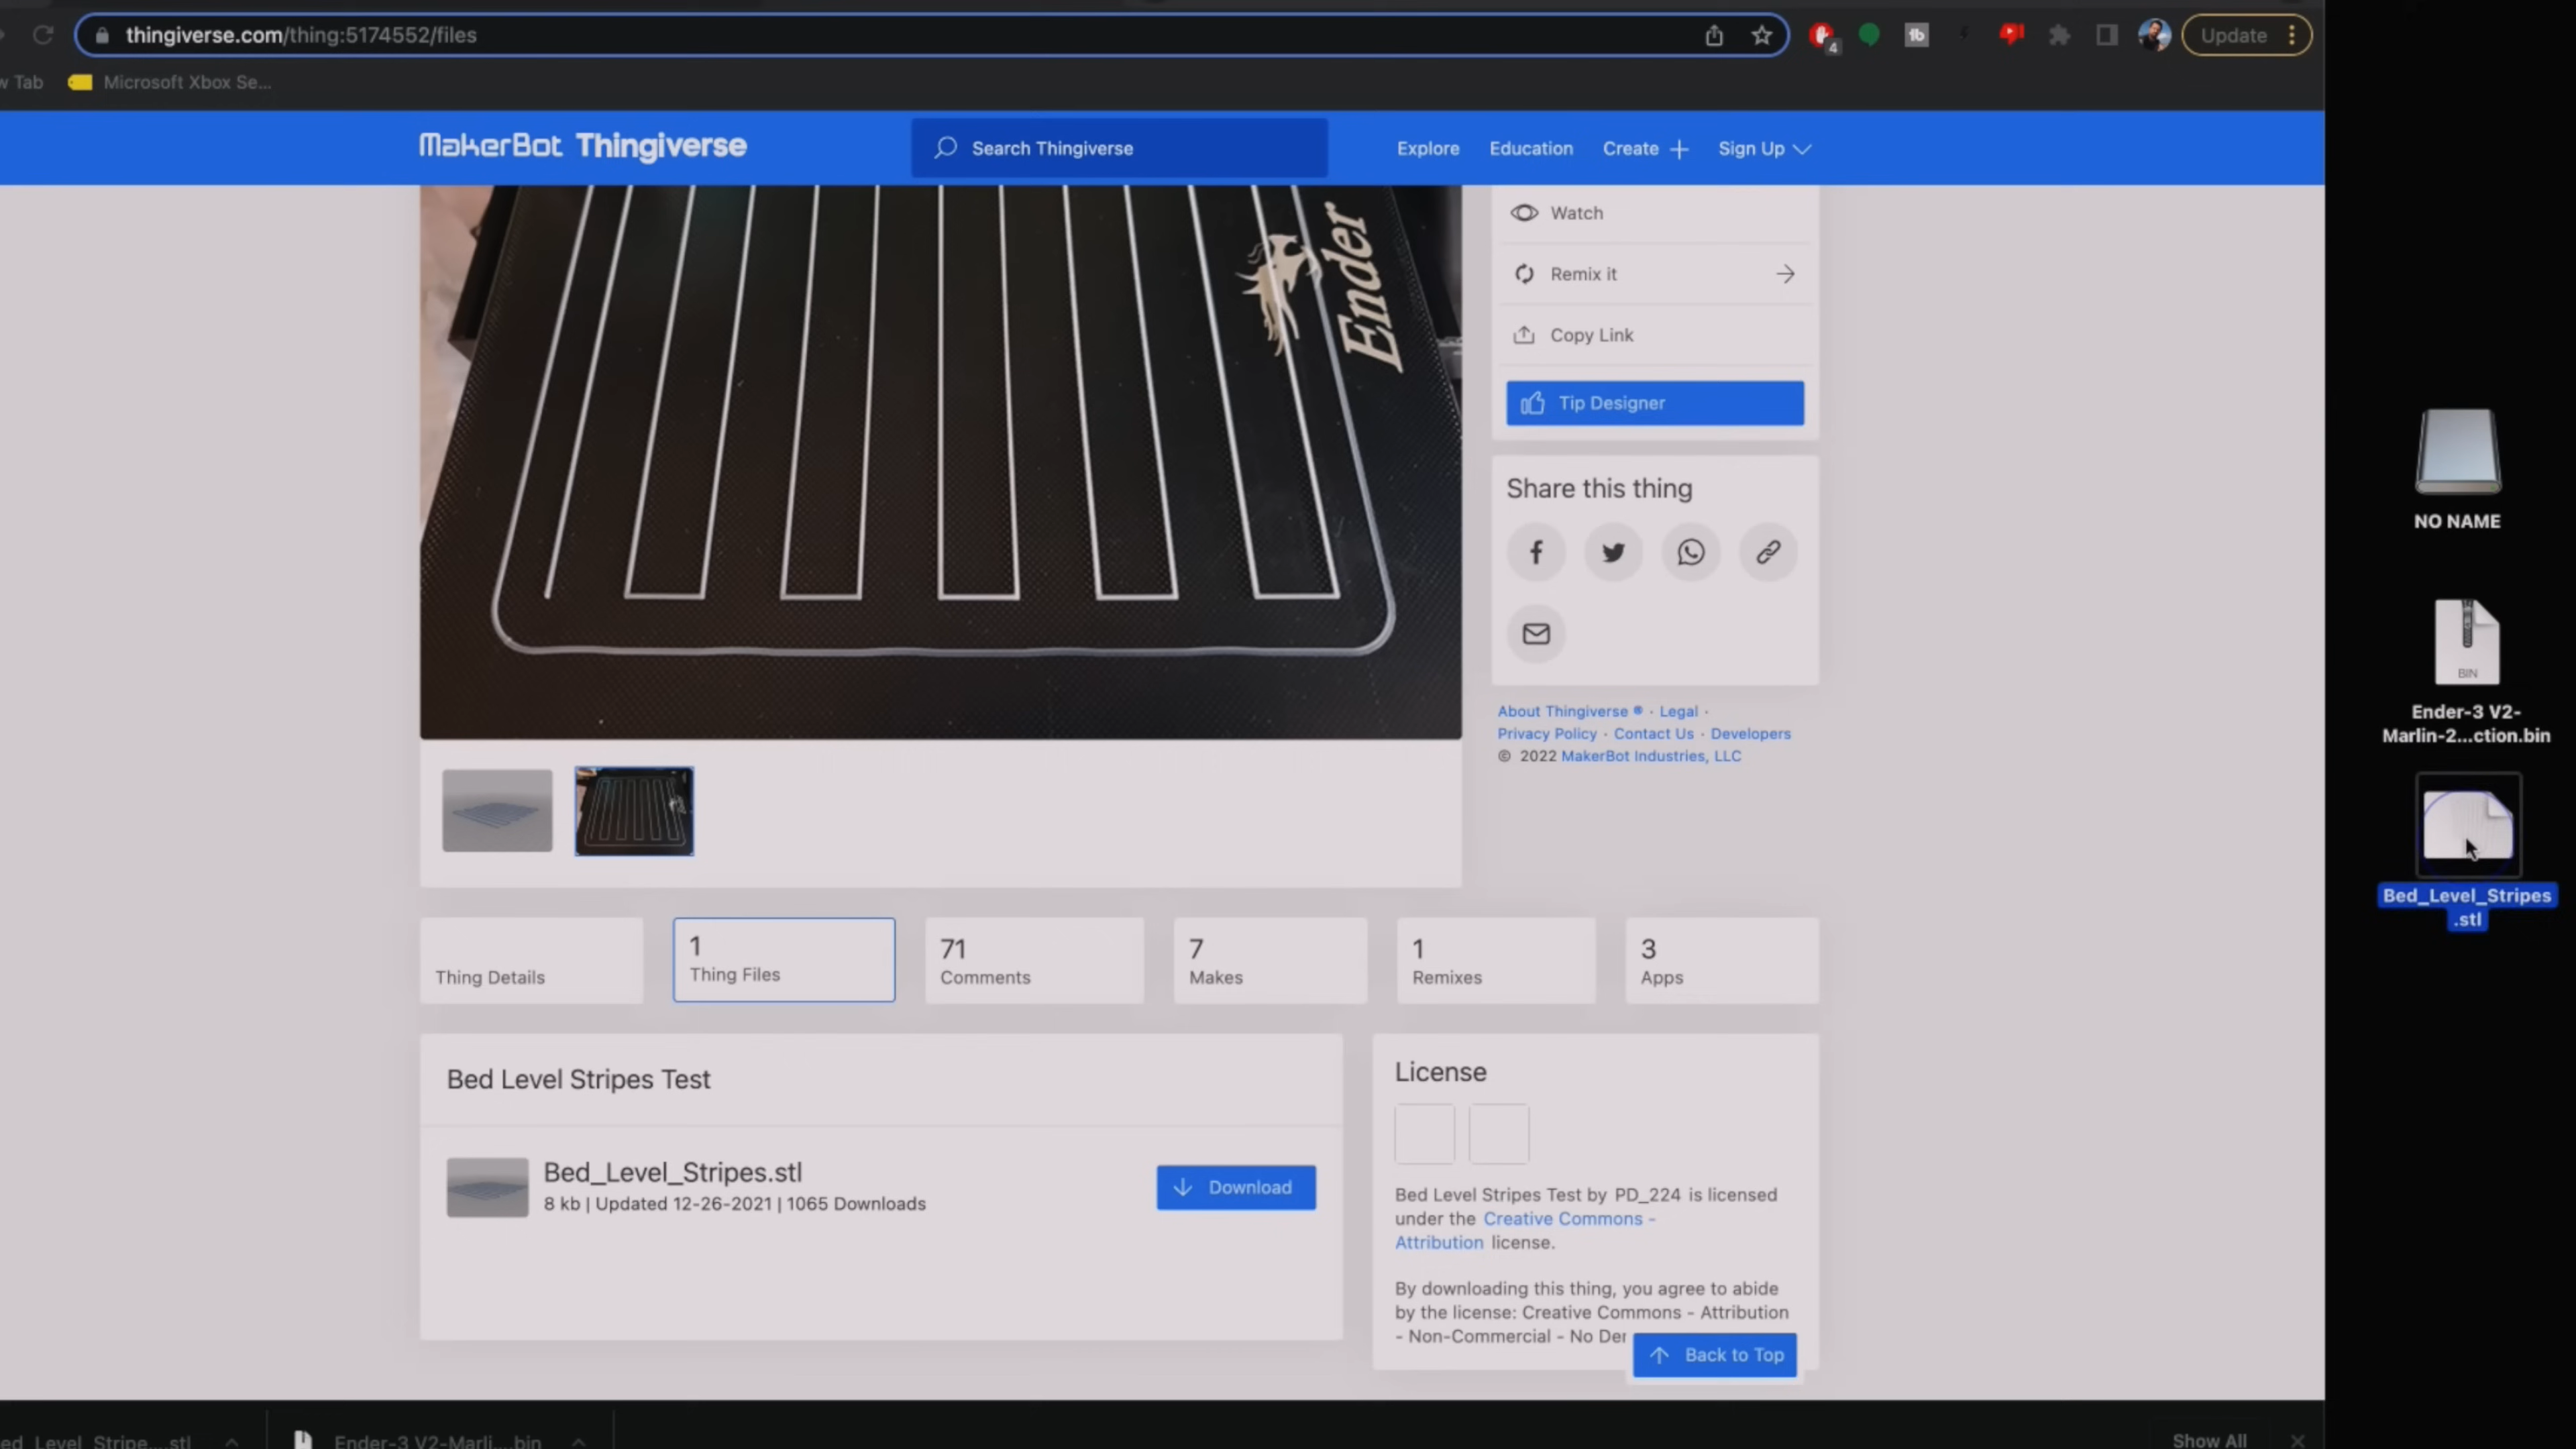 thingiverse.com/thing:5174552/files
4
Update
Tab
Microsoft Xbox Se...
MakerBot Thingiverse
Search Thingiverse
Explore
Education
Create
Sign Up
Ender
Watch
Remix it
Copy Link
Tip Designer
Share this thing
About Thingiverse ® · Legal ·
Privacy Policy · Contact Us · Developers
© 2022 MakerBot Industries, LLC
NO NAME
BIN
Ender-3 V2-
Marlin-2...ction.bin
Bed_Level_Stripes
.stl
Thing Details
1
Thing Files
71
Comments
7
Makes
1
Remixes
3
Apps
Bed Level Stripes Test
Bed_Level_Stripes.stl
8 kb | Updated 12-26-2021 | 1065 Downloads
Download
License
Bed Level Stripes Test by PD_224 is licensed
under the Creative Commons -
Attribution license.
By downloading this thing, you agree to abide
by the license: Creative Commons - Attribution
- Non-Commercial - No Der
Back to Top
ed_Level_Stripe....stl
Ender-3 V2-Marli....bin
Show All